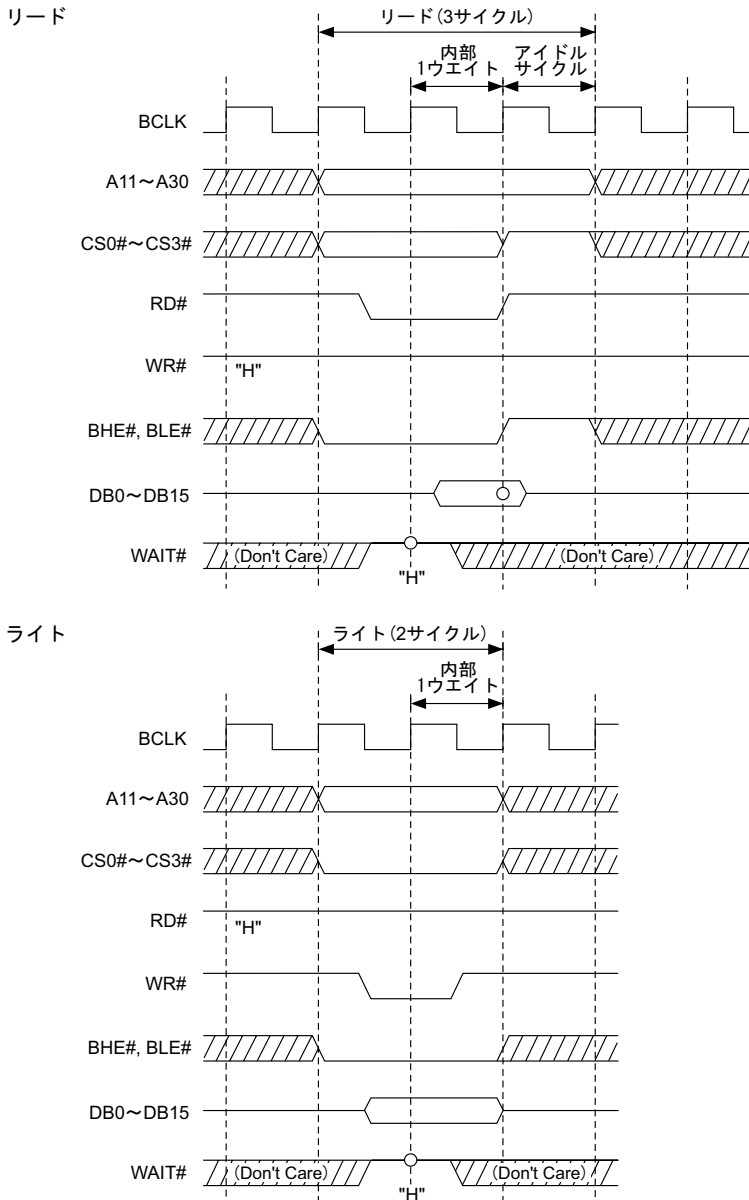 リード
リード(3サイクル)
内部
1ウエイト
アイドル
サイクル
BCLK
A11～A30
CS0#～CS3#
RD#
WR#
"H"
BHE#, BLE#
DB0～DB15
WAIT#
(Don't Care)
(Don't Care)
"H"
ライト
ライト(2サイクル)
内部
1ウエイト
BCLK
A11～A30
CS0#～CS3#
RD#
"H"
WR#
BHE#, BLE#
DB0～DB15
WAIT#
(Don't Care)
(Don't Care)
"H"